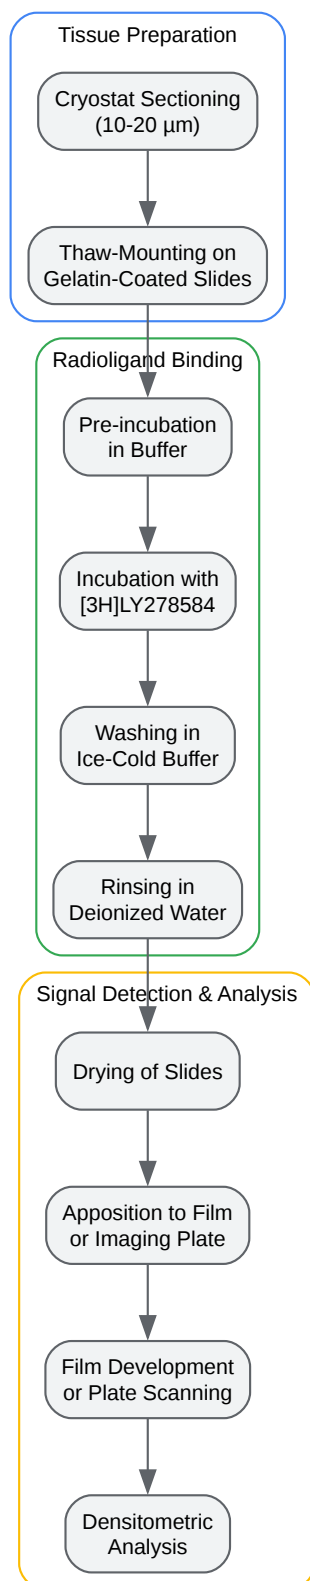 Tissue Preparation
Cryostat Sectioning
(10-20 µm)
Thaw-Mounting on
Gelatin-Coated Slides
Radioligand Binding
Pre-incubation
in Buffer
Incubation with
[3H]LY278584
Washing in
Ice-Cold Buffer
Rinsing in
Deionized Water
Signal Detection & Analysis
Drying of Slides
Apposition to Film
or Imaging Plate
Film Development
or Plate Scanning
Densitometric
Analysis